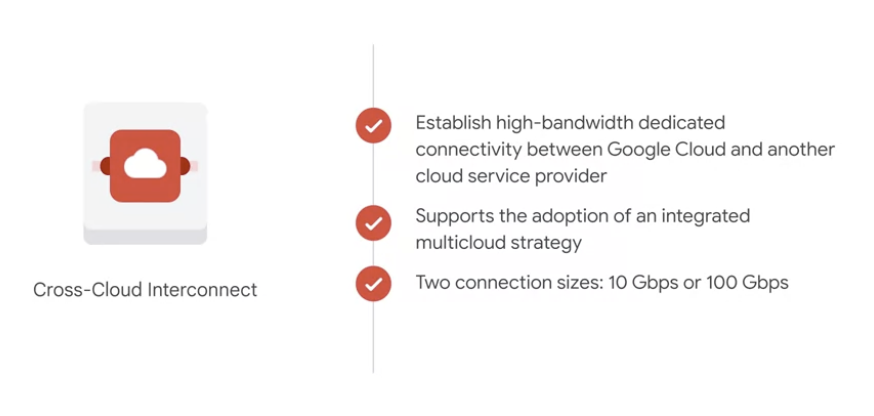 Establish high-bandwidth dedicated
connectivity between Google Cloud and another
cloud service provider
Supports the adoption of an integrated
multicloud strategy
Two connection sizes: 10 Gbps or 100 Gbps
Cross-Cloud Interconnect